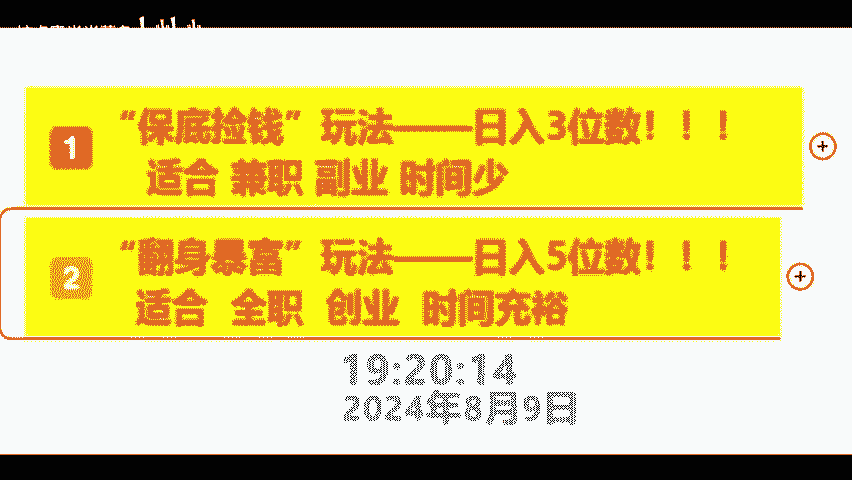 1
“保底捡钱”玩法——日入3位数！！！
适合 兼职 副业 时间少
2
“翻身暴富”玩法——日入5位数！！！
适合 全职 创业 时间充裕
19:20:14
2024年8月9日